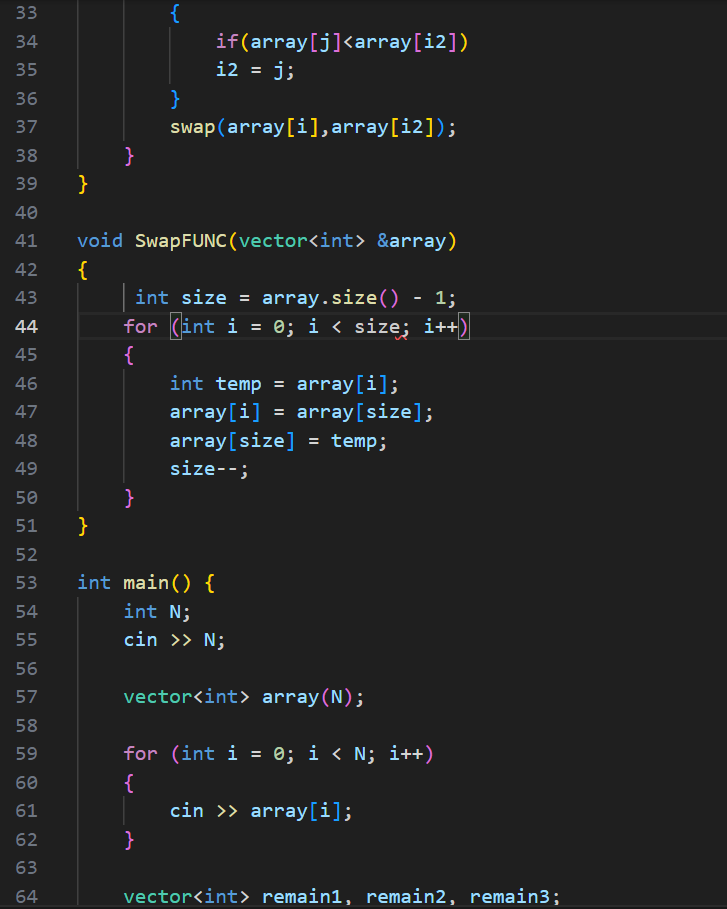 33 {
34 if(array[j]<array[i2])
35 i2 = j;
36 }
37 swap(array[i],array[i2]);
38 }
39 }
40
41 void SwapFUNC(vector<int> &array)
42 {
43 int size = array.size() - 1;
44 for (int i = 0; i < size; i++)
45 {
46 int temp = array[i];
47 array[i] = array[size];
48 array[size] = temp;
49 size--;
50 }
51 }
52
53 int main() {
54 int N;
55 cin >> N;
56
57 vector<int> array(N);
58
59 for (int i = 0; i < N; i++)
60 {
61 cin >> array[i];
62 }
63
64 vector<int> remain1, remain2, remain3;